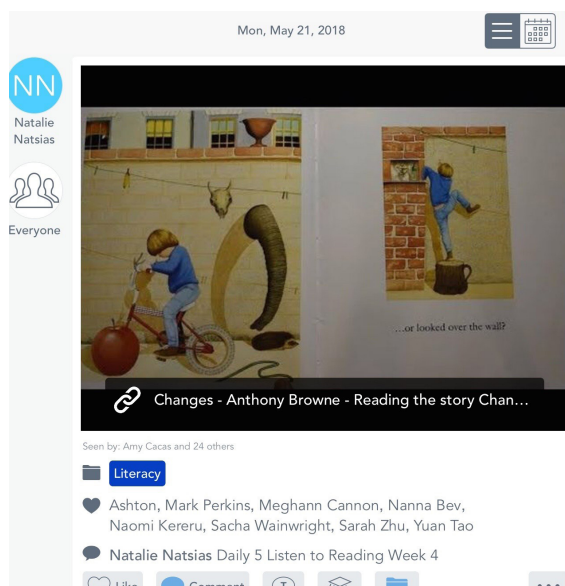 Mon, May 21, 2018
NN
Natalie
Natsias
Everyone
...or looked over the wall?
Changes - Anthony Browne - Reading the story Chan...
Seen by: Amy Cacas and 24 others
Literacy
Ashton, Mark Perkins, Meghann Cannon, Nanna Bev,
Naomi Kereru, Sacha Wainwright, Sarah Zhu, Yuan Tao
Natalie Natsias Daily 5 Listen to Reading Week 4
Like
Comment
T